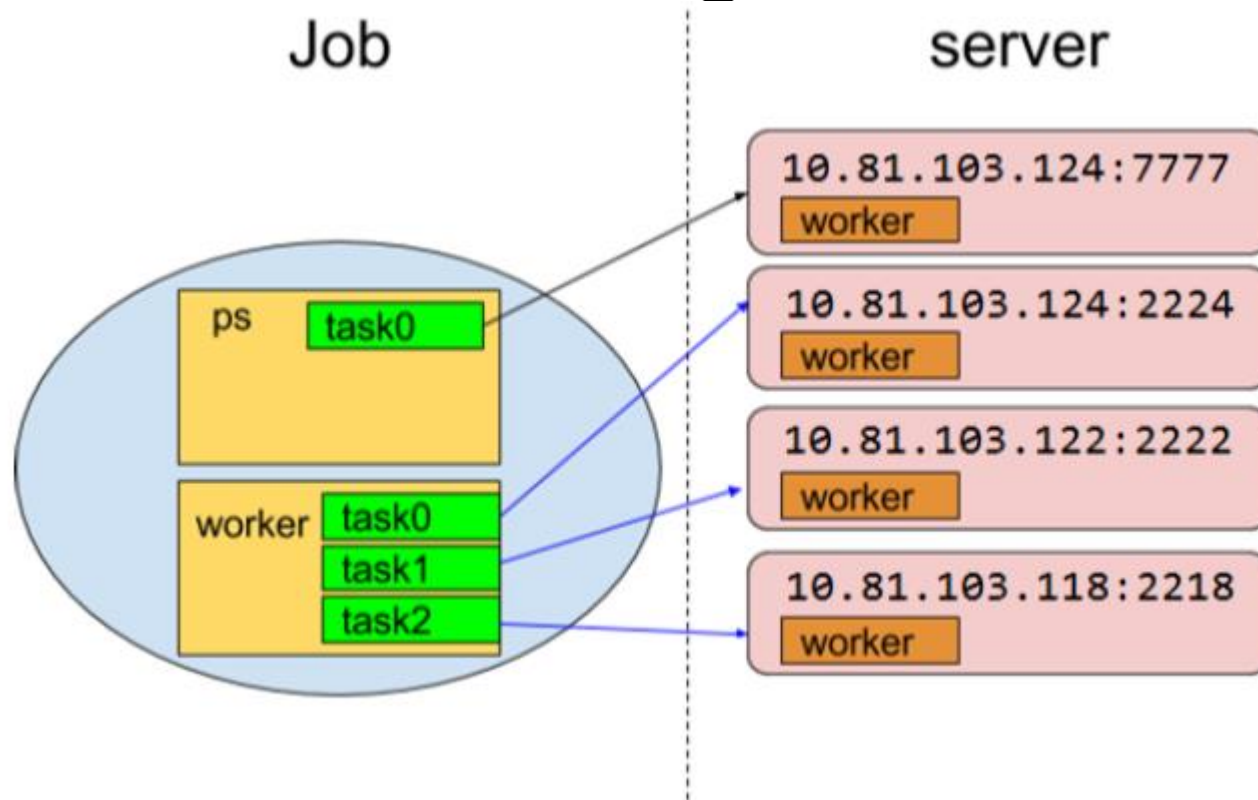 Job
server
10.81.103.124:7777
worker
ps
task0
10.81.103.124:2224
worker
10.81.103.122:2222
worker
worker
task0
task1
task2
10.81.103.118:2218
worker